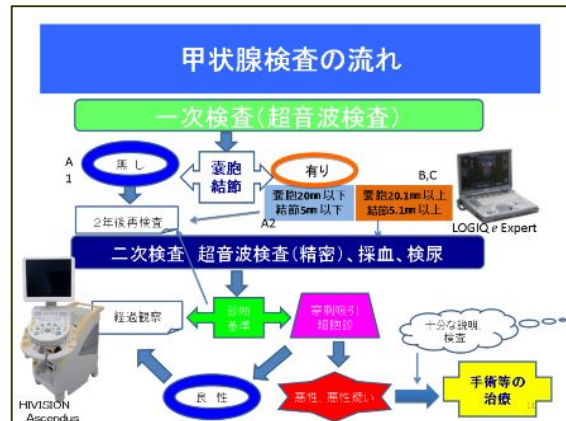 甲状腺検査の流れ
一次検査(超音波検査)
A
1
無し
嚢胞
結節
有り
B,C
嚢胞20㎜以下
結節5㎜以下
嚢胞20.1㎜以上
結節5.1㎜以上
A2
LOGIQ e Expert
2年後再検査
二次検査 超音波検査(精密)、採血、検尿
経過観察
診断
基準
穿刺吸引
細胞診
十分な説明、
検査
良 性
悪性、悪性疑い
手術等の
治療
HIVISION
Ascendus